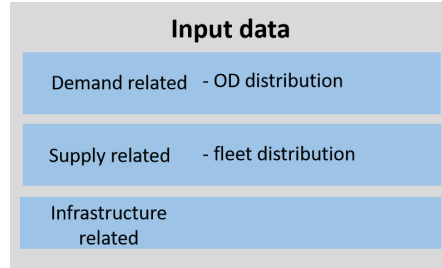 Input data
Demand related - OD distribution
Supply related - fleet distribution
Infrastructure
related